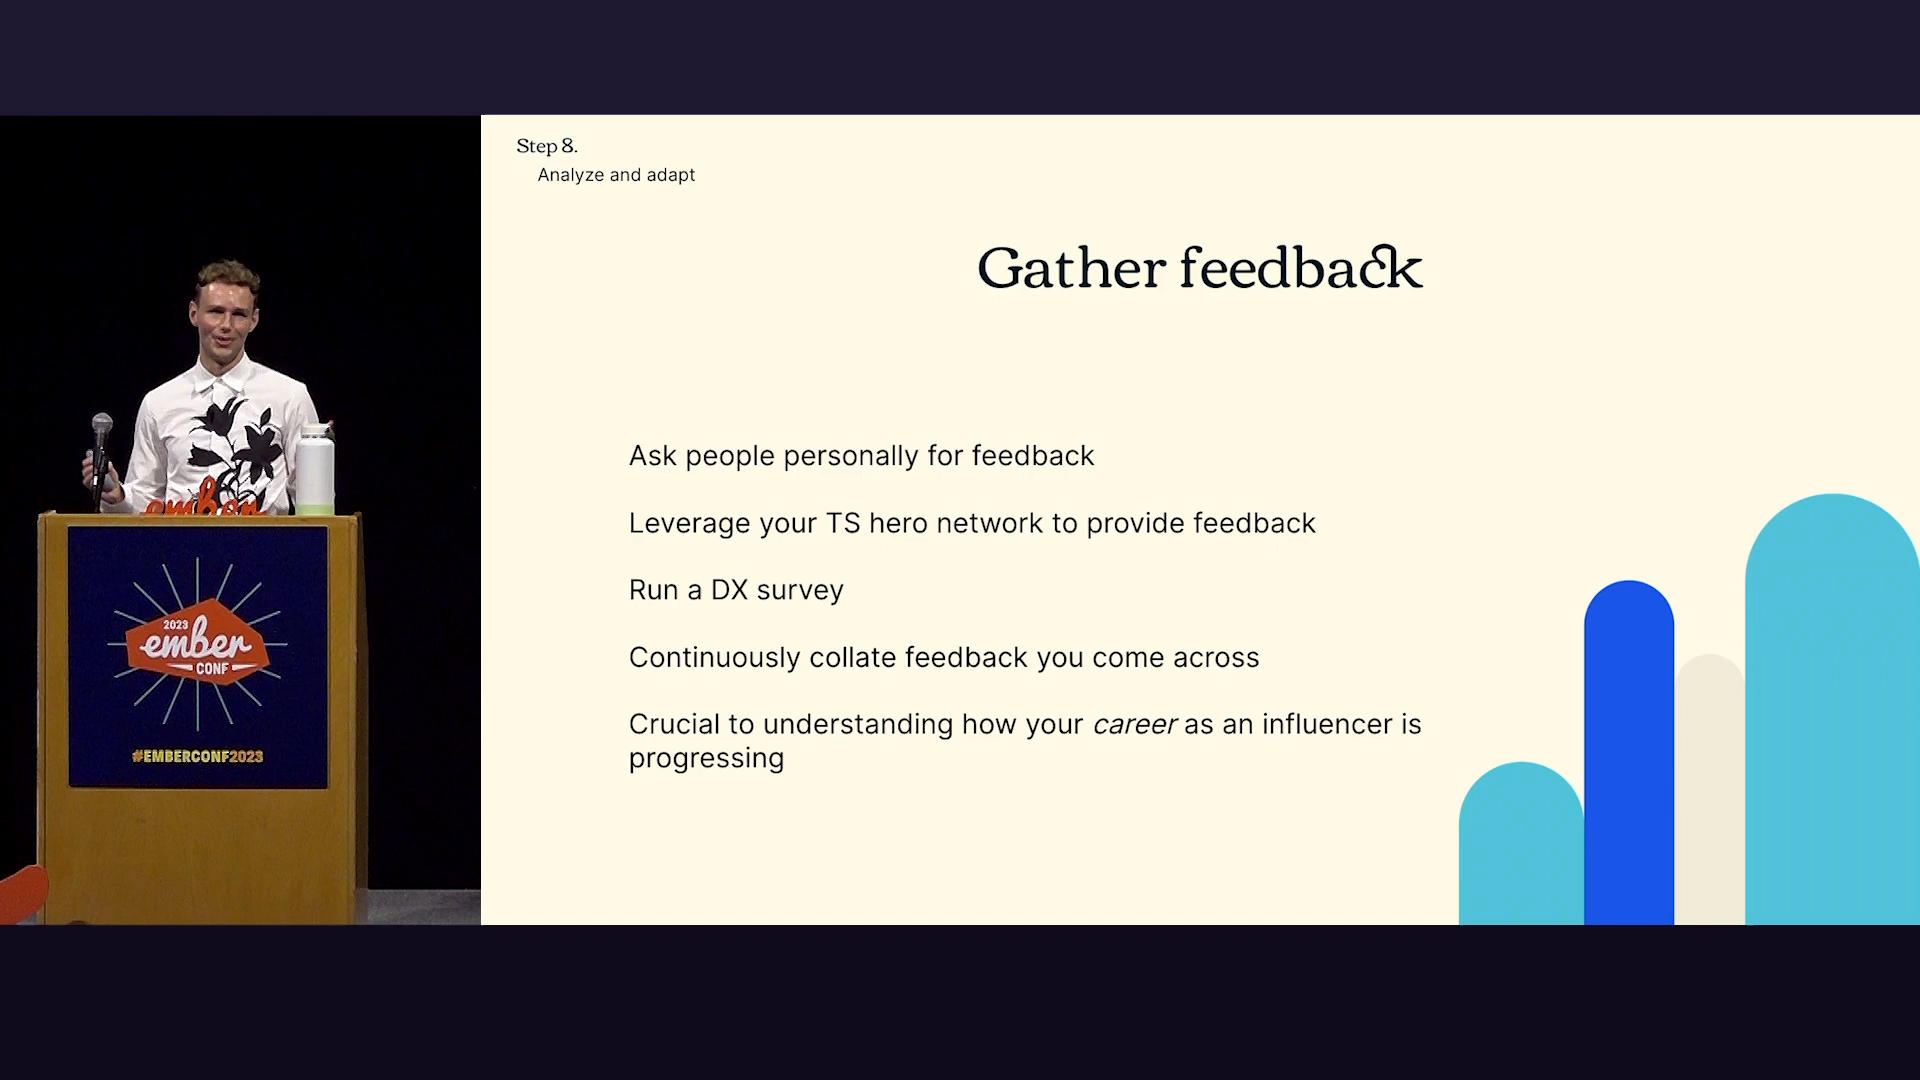 Step 8.
Analyze and adapt
Gather feedback
Ask people personally for feedback
Leverage your TS hero network to provide feedback
Run a DX survey
Continuously collate feedback you come across
Crucial to understanding how your career as an influencer is
progressing
ember
2023
ember
CONF
#EMBERCONF2023